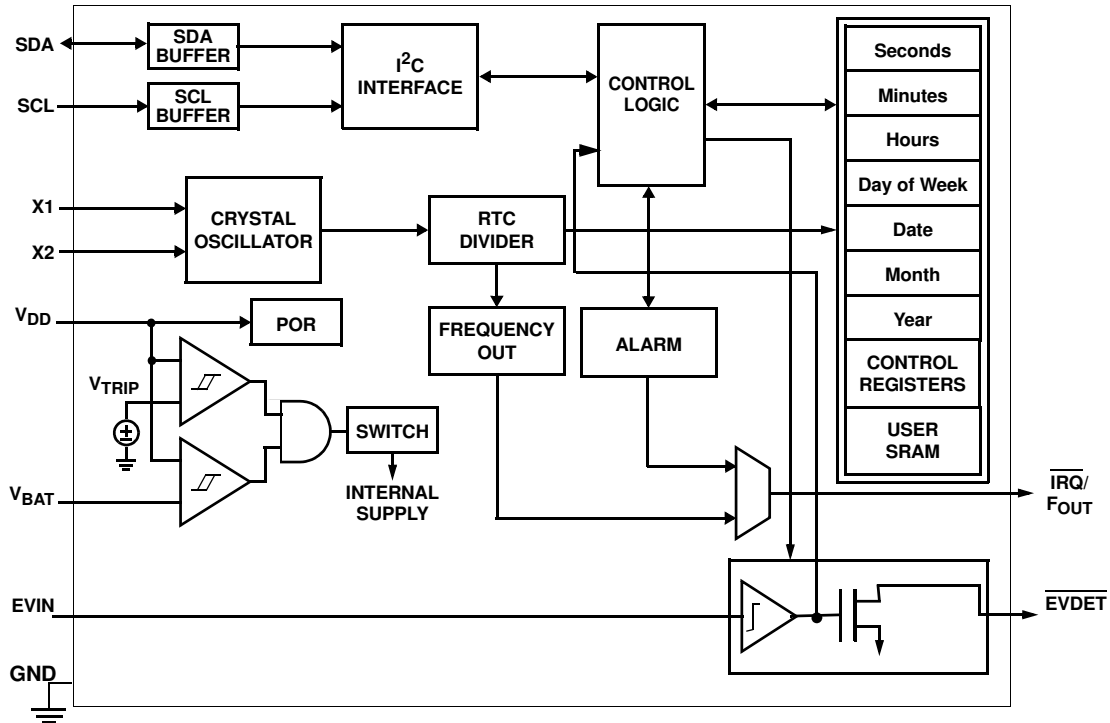 SDA
SDA
BUFFER
SCL
SCL
BUFFER
I²C
INTERFACE
CONTROL
LOGIC
Seconds
Minutes
Hours
Day of Week
Date
Month
Year
CONTROL
REGISTERS
USER
SRAM
X1
X2
CRYSTAL
OSCILLATOR
RTC
DIVIDER
FREQUENCY
OUT
ALARM
VDD
POR
VTRIP
SWITCH
INTERNAL
SUPPLY
VBAT
IRQ/
FOUT
EVIN
EVDET
GND